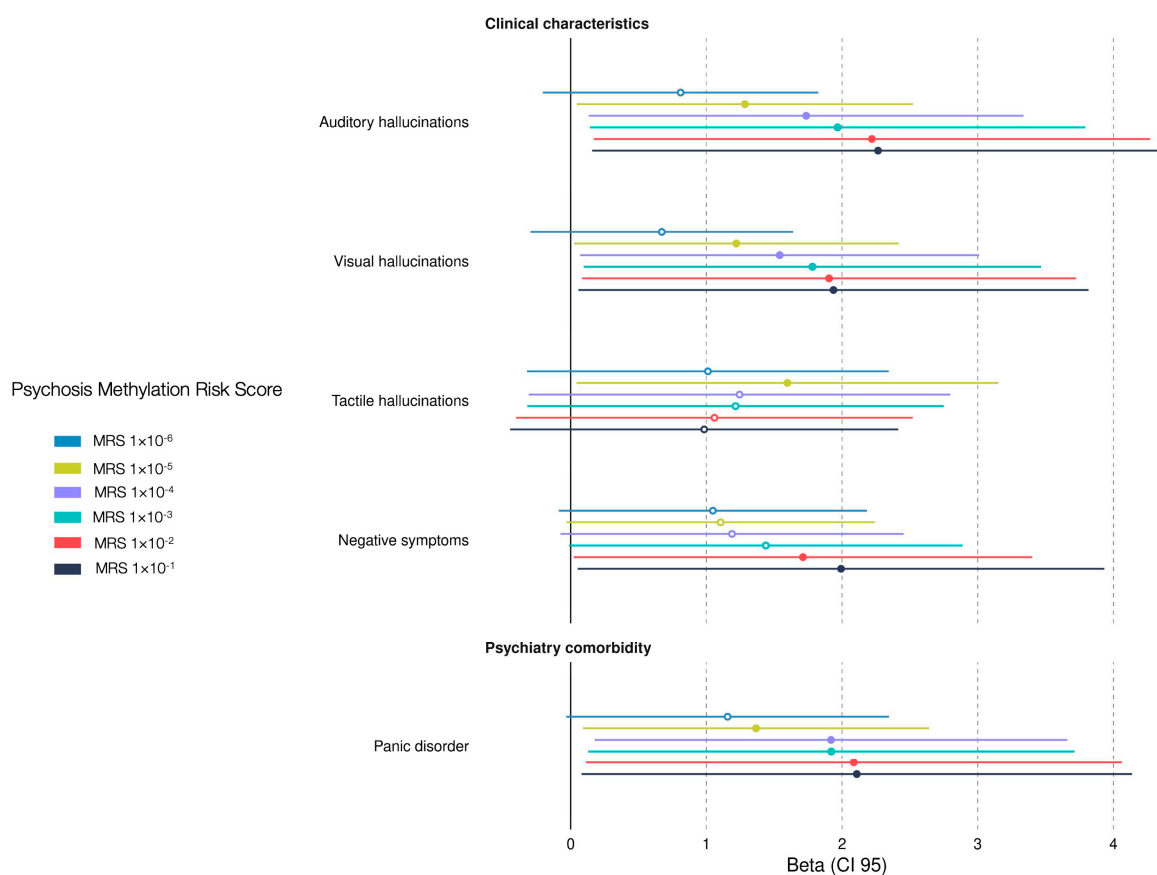 Clinical characteristics
Auditory hallucinations
Visual hallucinations
Tactile hallucinations
Negative symptoms
Psychosis Methylation Risk Score
MRS 1×10⁻⁶
MRS 1×10⁻⁵
MRS 1×10⁻⁴
MRS 1×10⁻³
MRS 1×10⁻²
MRS 1×10⁻¹
Psychiatry comorbidity
Panic disorder
0 1 2 3 4
Beta (CI 95)